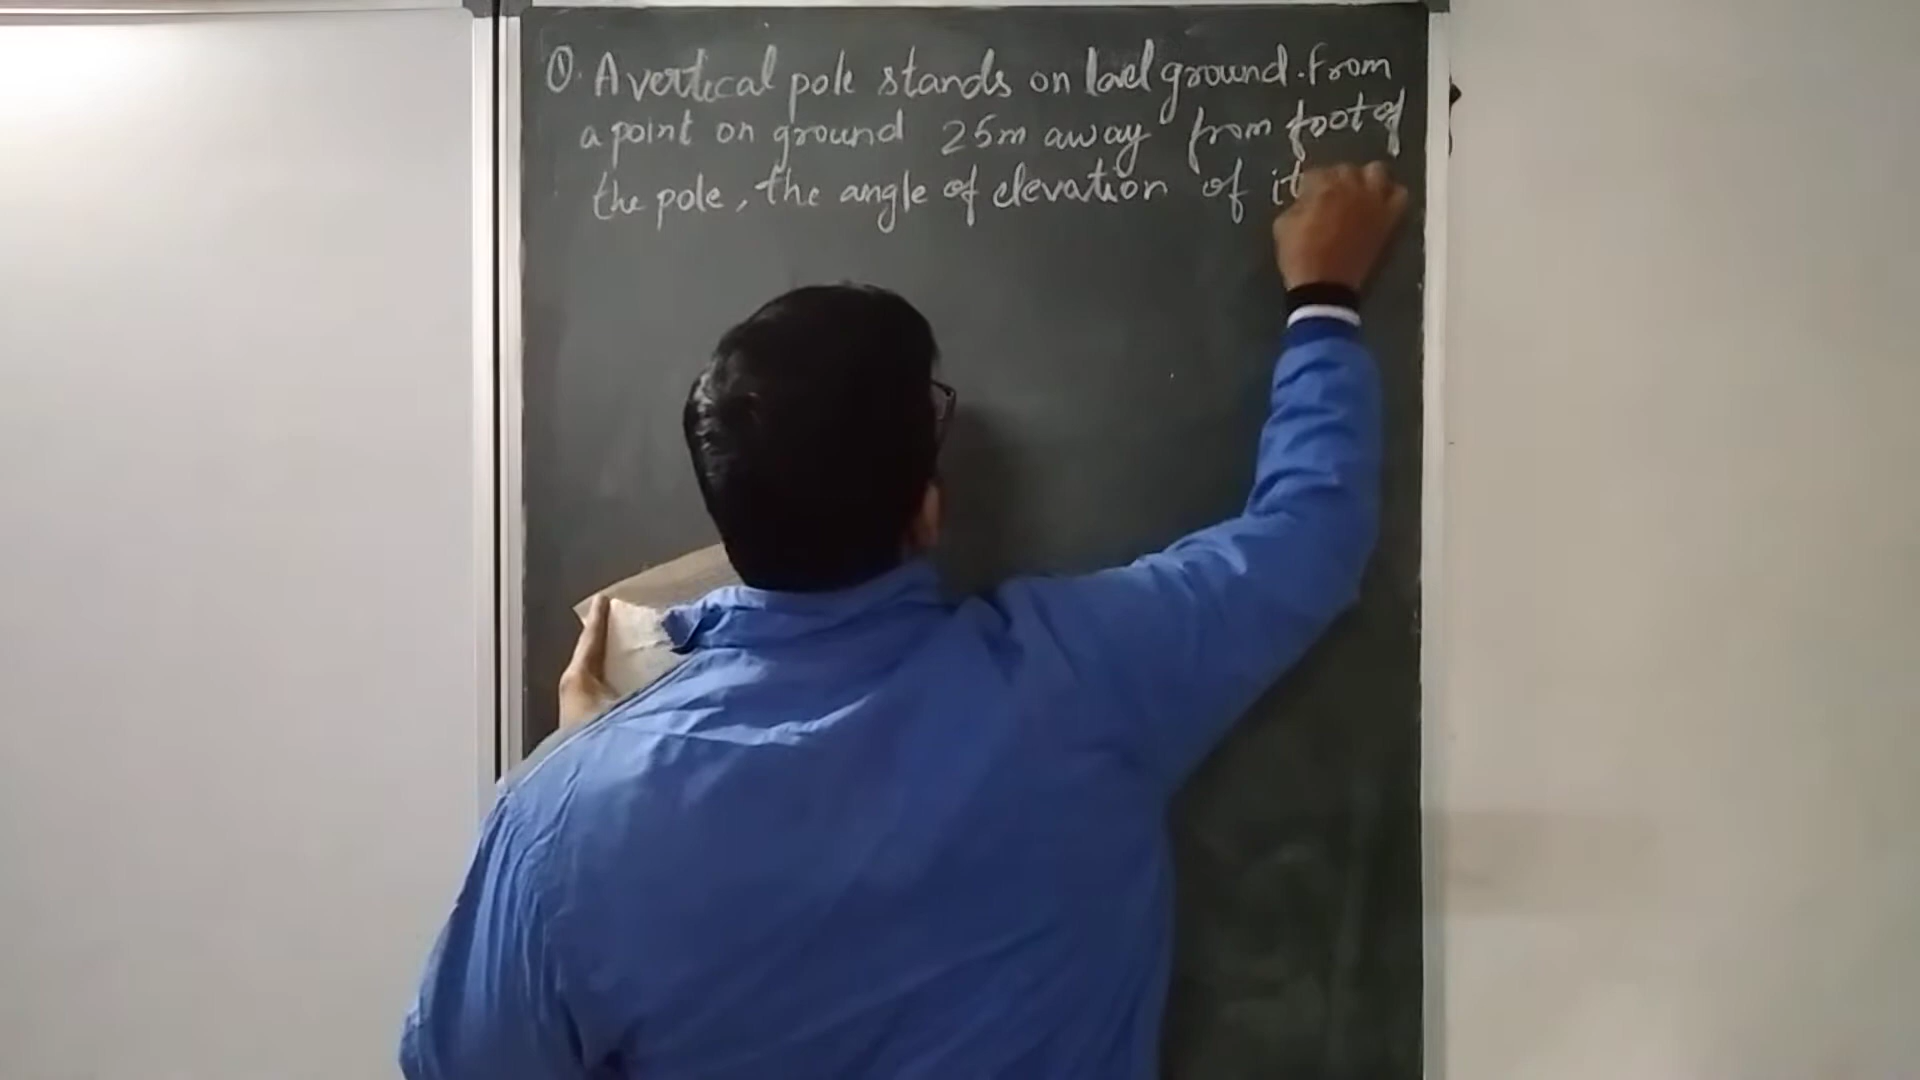 Q. A vertical pole stands on level ground. From
a point on ground 25m away from foot of
the pole, the angle of elevation of it